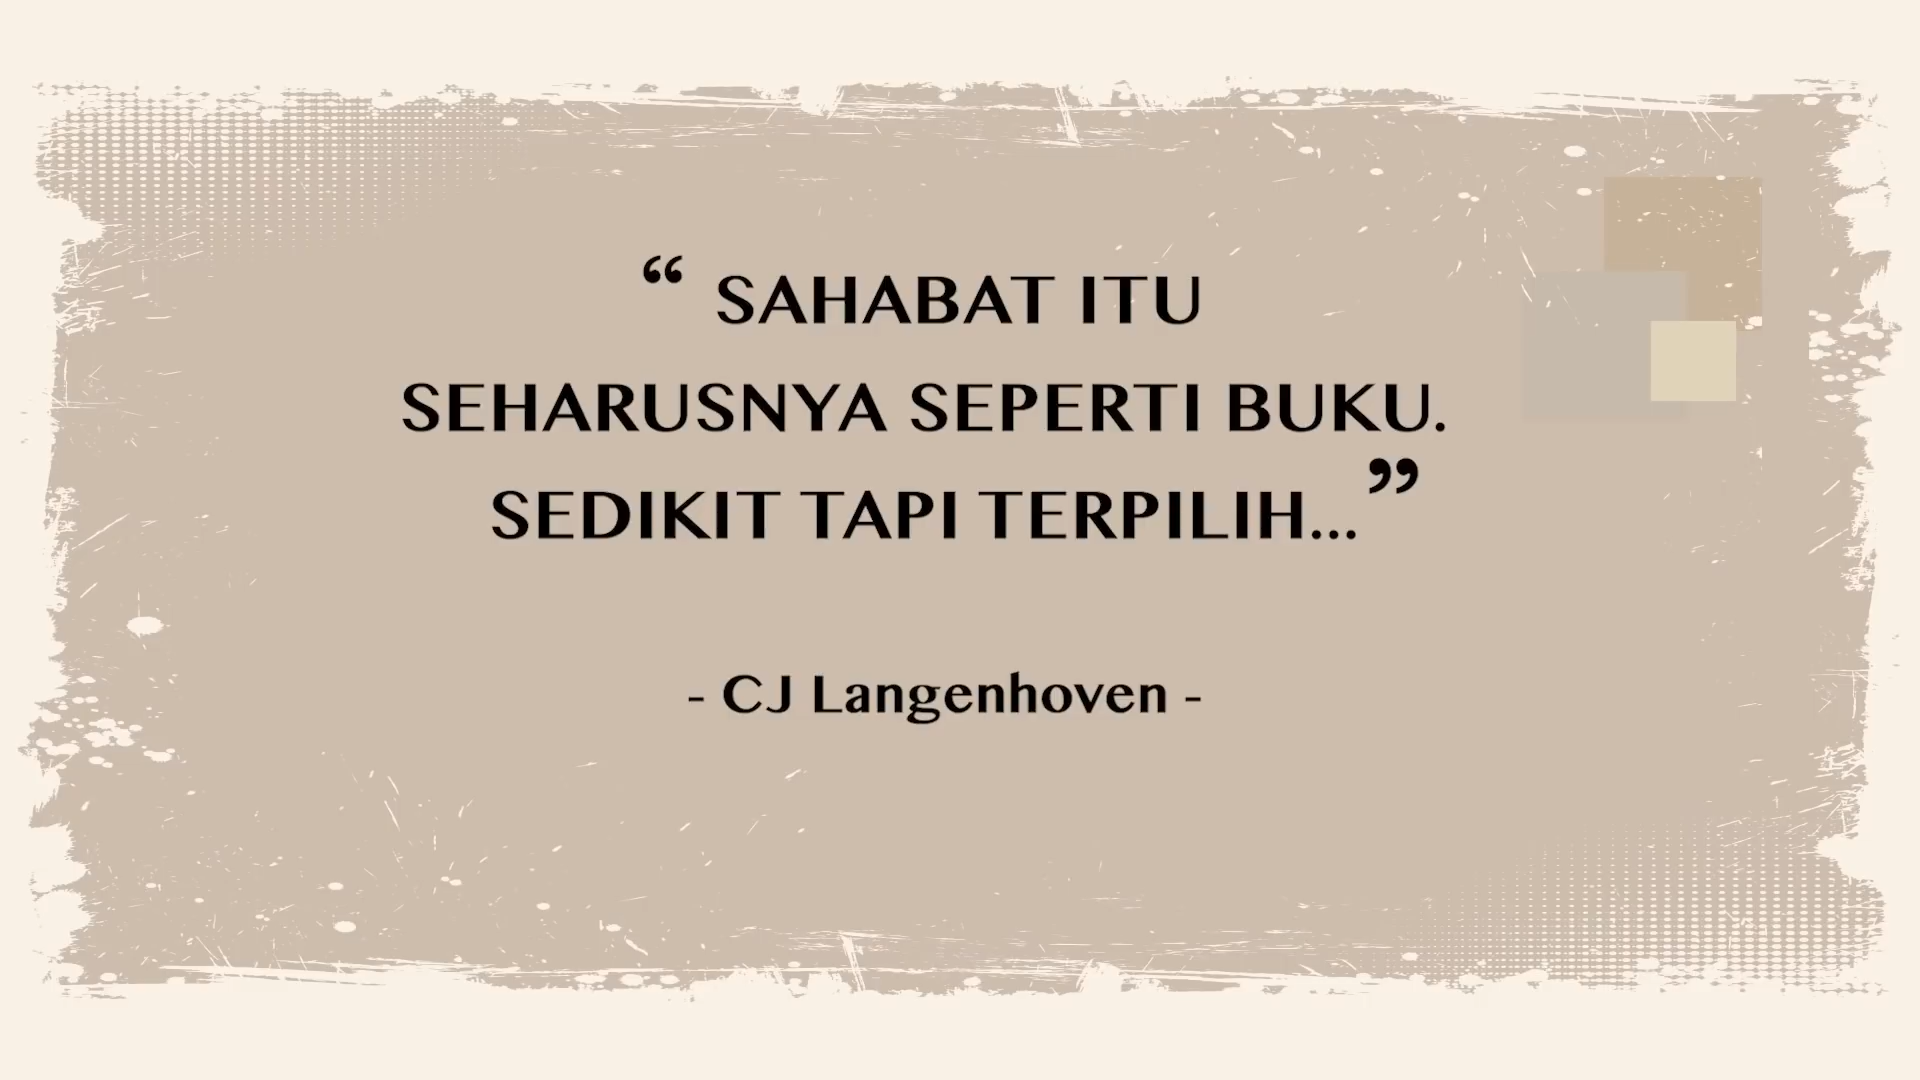 “ SAHABAT ITU
SEHARUSNYA SEPERTI BUKU.
SEDIKIT TAPI TERPILIH... ”
- CJ Langenhoven -